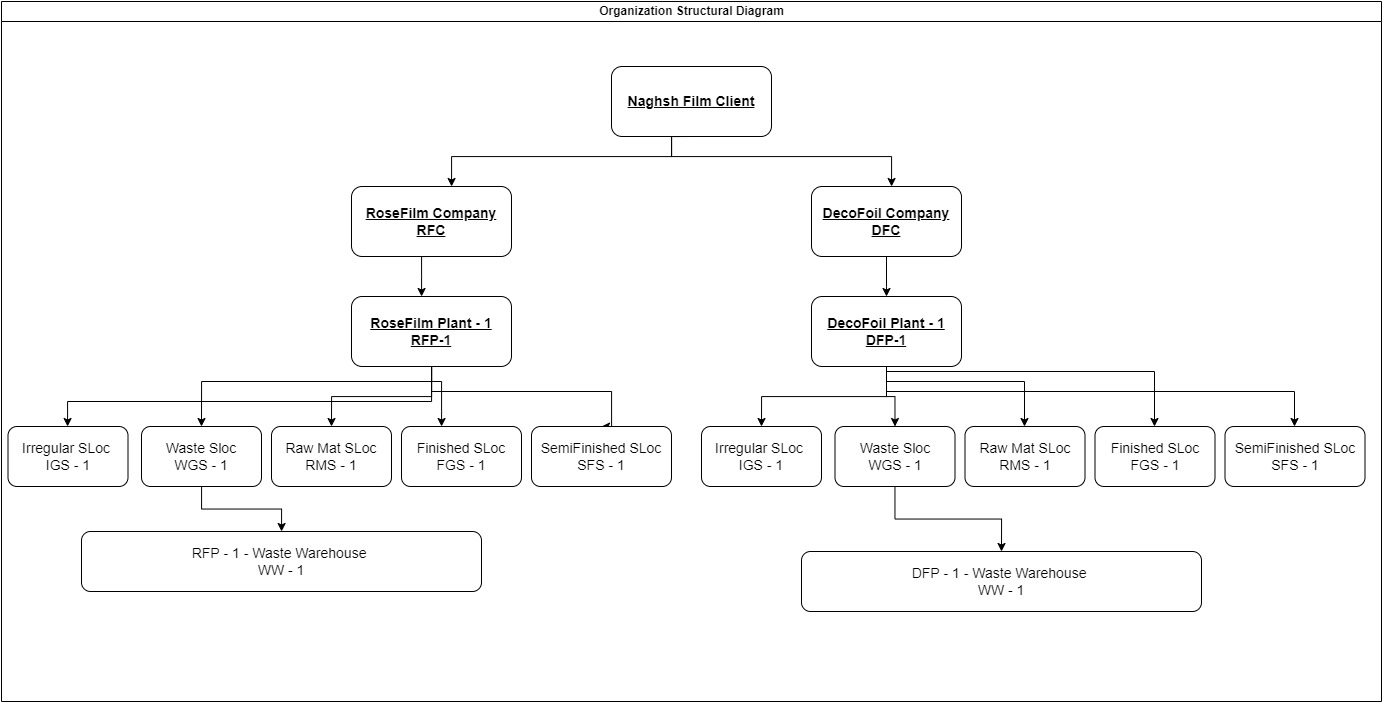 Organization Structural Diagram
Naghsh Film Client
RoseFilm Company
RFC
DecoFoil Company
DFC
RoseFilm Plant - 1
RFP-1
DecoFoil Plant - 1
DFP-1
Irregular SLoc
IGS - 1
Waste Sloc
WGS - 1
Raw Mat SLoc
RMS - 1
Finished SLoc
FGS - 1
SemiFinished SLoc
SFS - 1
Irregular SLoc
IGS - 1
Waste Sloc
WGS - 1
Raw Mat SLoc
RMS - 1
Finished SLoc
FGS - 1
SemiFinished SLoc
SFS - 1
RFP - 1 - Waste Warehouse
WW - 1
DFP - 1 - Waste Warehouse
WW - 1